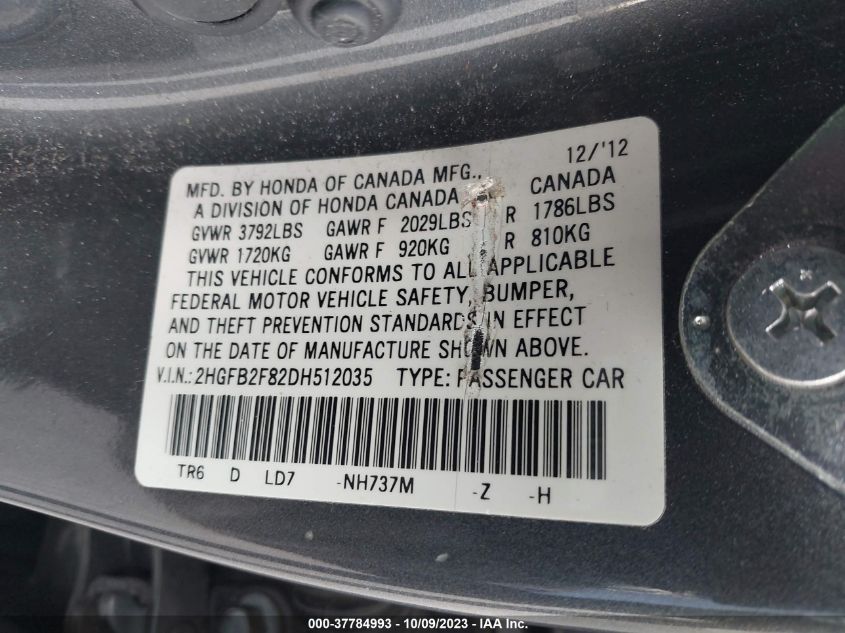 12/'12
MFD. BY HONDA OF CANADA MFG.,
A DIVISION OF HONDA CANADA CANADA
GVWR 3792LBS GAWR F 2029LBS R 1786LBS
GVWR 1720KG GAWR F 920KG R 810KG
THIS VEHICLE CONFORMS TO ALL APPLICABLE
FEDERAL MOTOR VEHICLE SAFETY, BUMPER,
AND THEFT PREVENTION STANDARDS IN EFFECT
ON THE DATE OF MANUFACTURE SHOWN ABOVE.
V.I.N.: 2HGFB2F82DH512035 TYPE: PASSENGER CAR
TR6 D LD7 -NH737M -Z -H
000-37784993 - 10/09/2023 - IAA Inc.